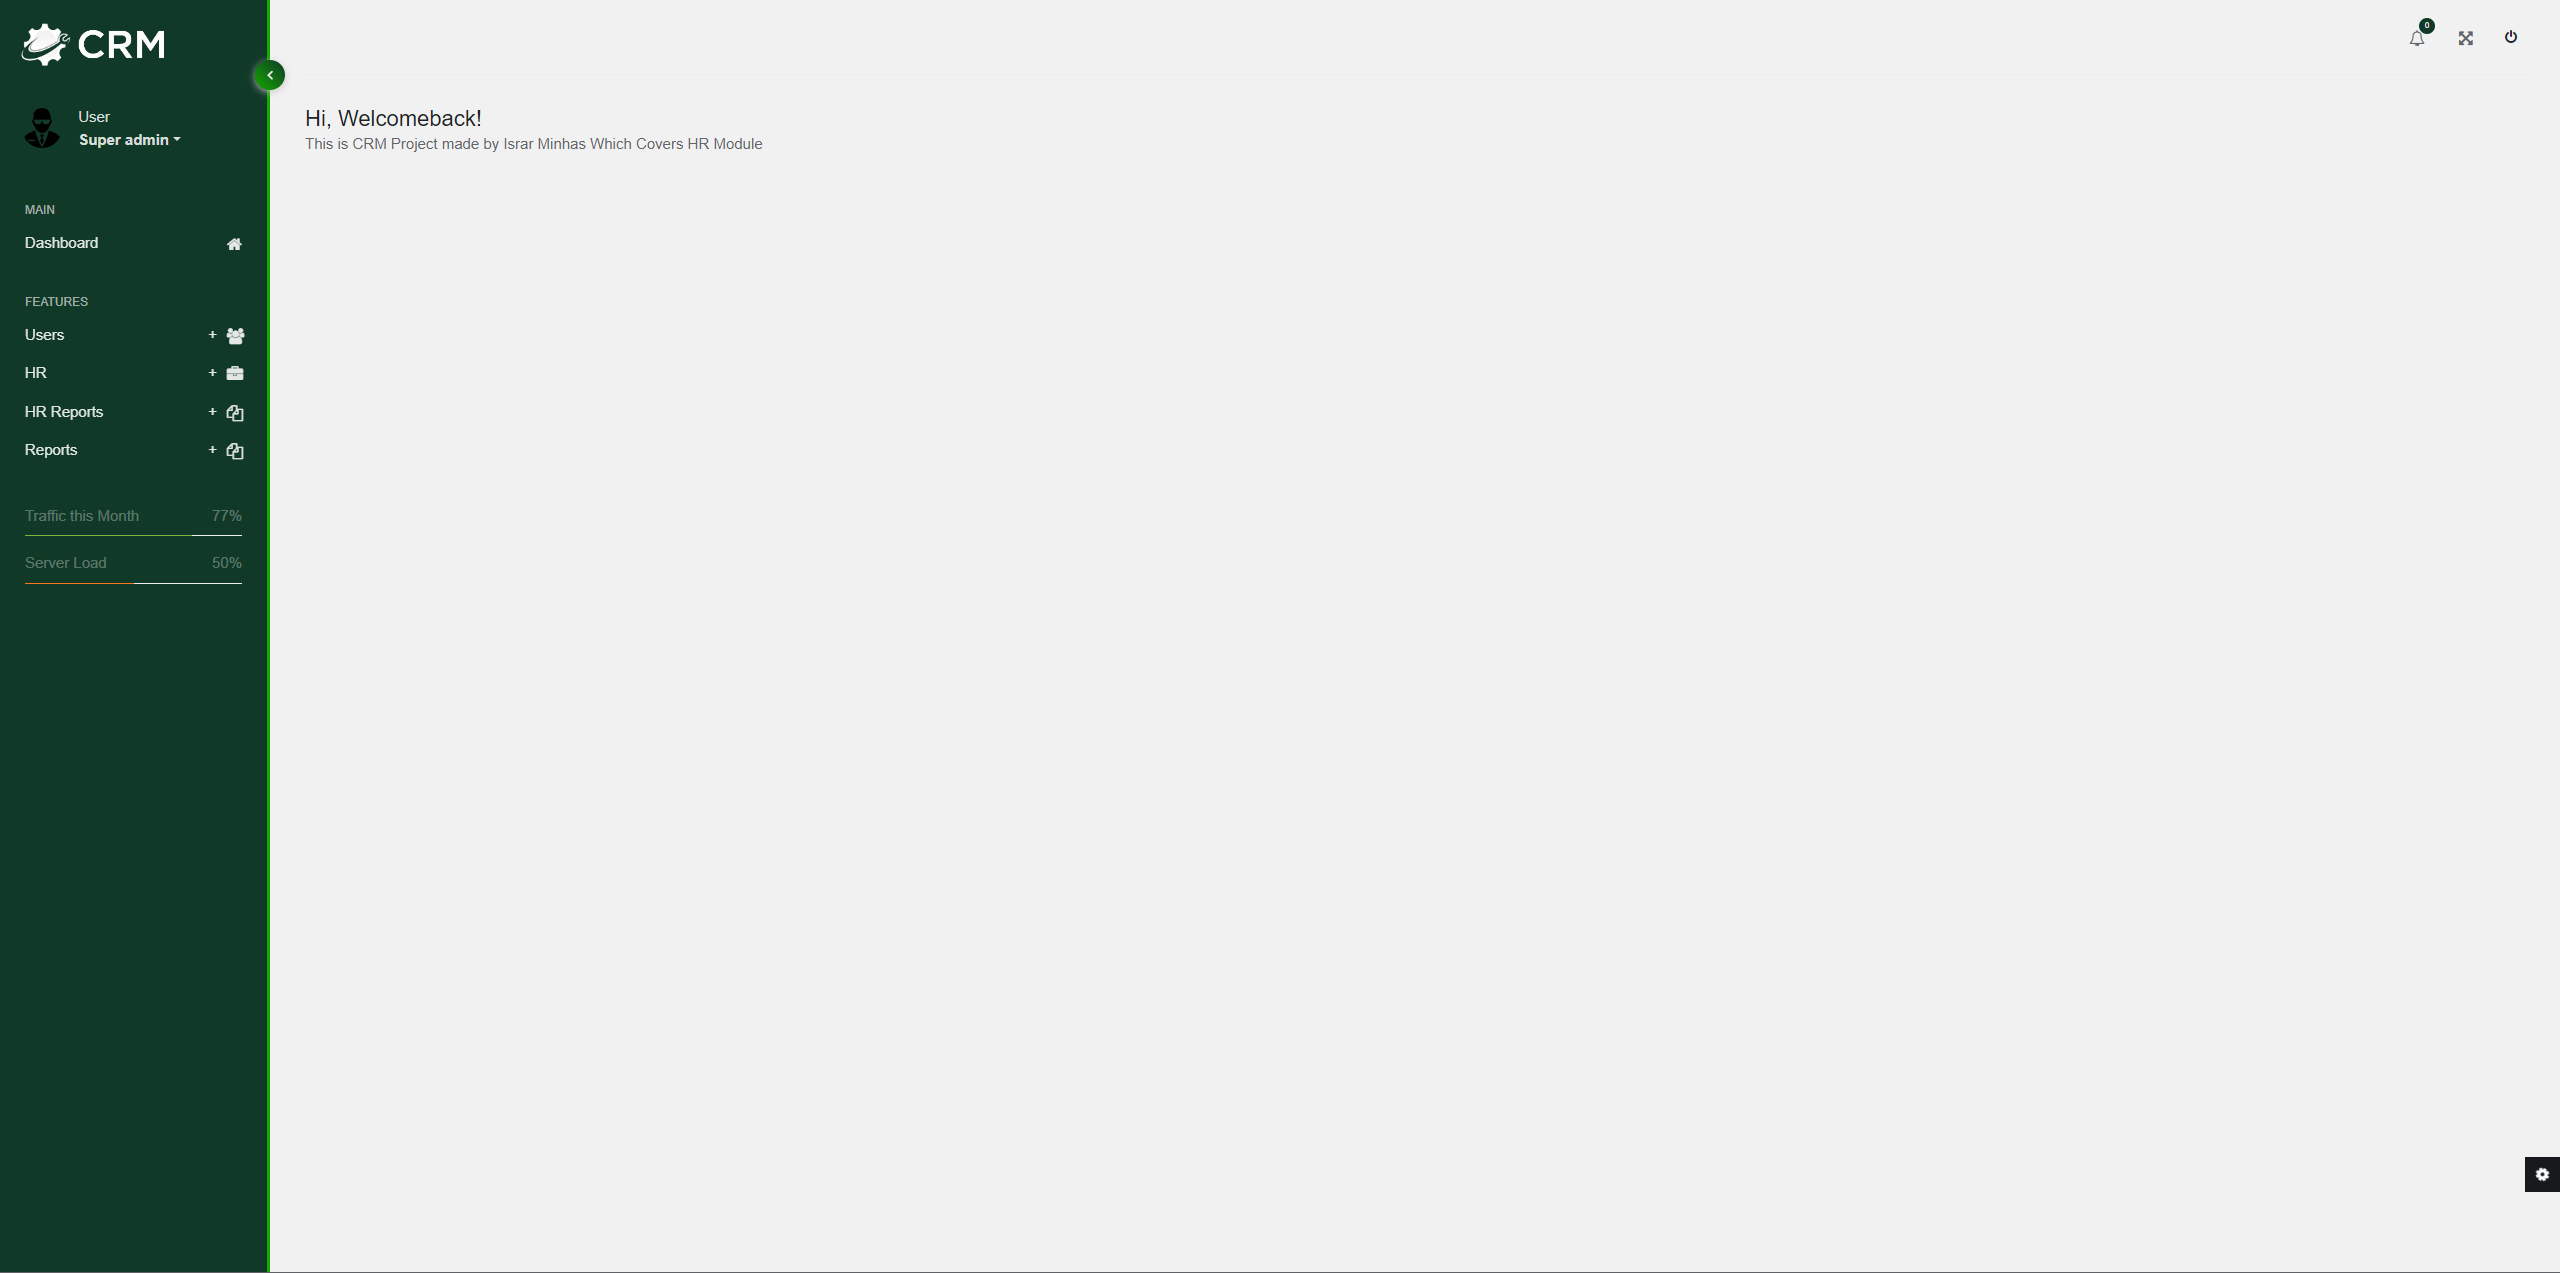 CRM
User
Super admin
MAIN
Dashboard
FEATURES
Users +
HR +
HR Reports +
Reports +
Traffic this Month 77%
Server Load 50%
0
Hi, Welcomeback!
This is CRM Project made by Israr Minhas Which Covers HR Module